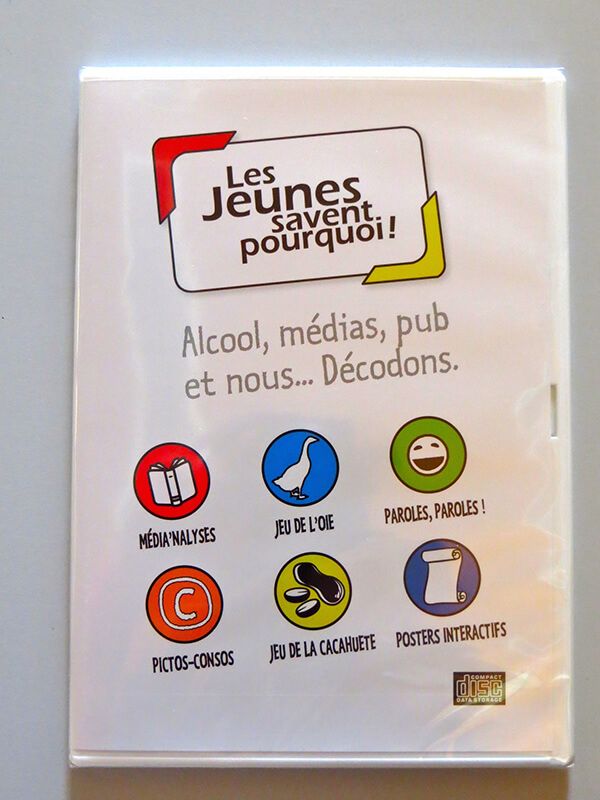 Les
Jeunes
savent
pourquoi!
Alcool, médias, pub
et nous... Décodons.
MÉDIA'NALYSES
JEU DE L'OIE
PAROLES, PAROLES !
C
PICTOS-CONSOS
JEU DE LA CACAHUETE
POSTERS INTERACTIFS
COMPACT
disc
DATA STORAGE